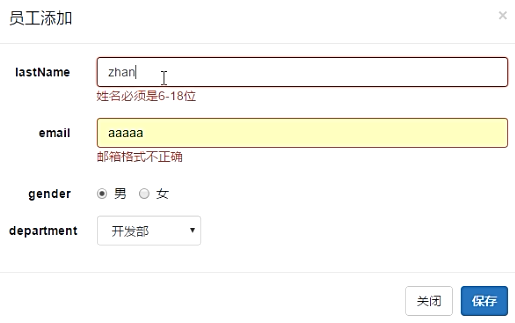 员工添加 ×
lastName zhan
姓名必须是6-18位
email aaaaa
邮箱格式不正确
gender 男 女
department 开发部
关闭 保存